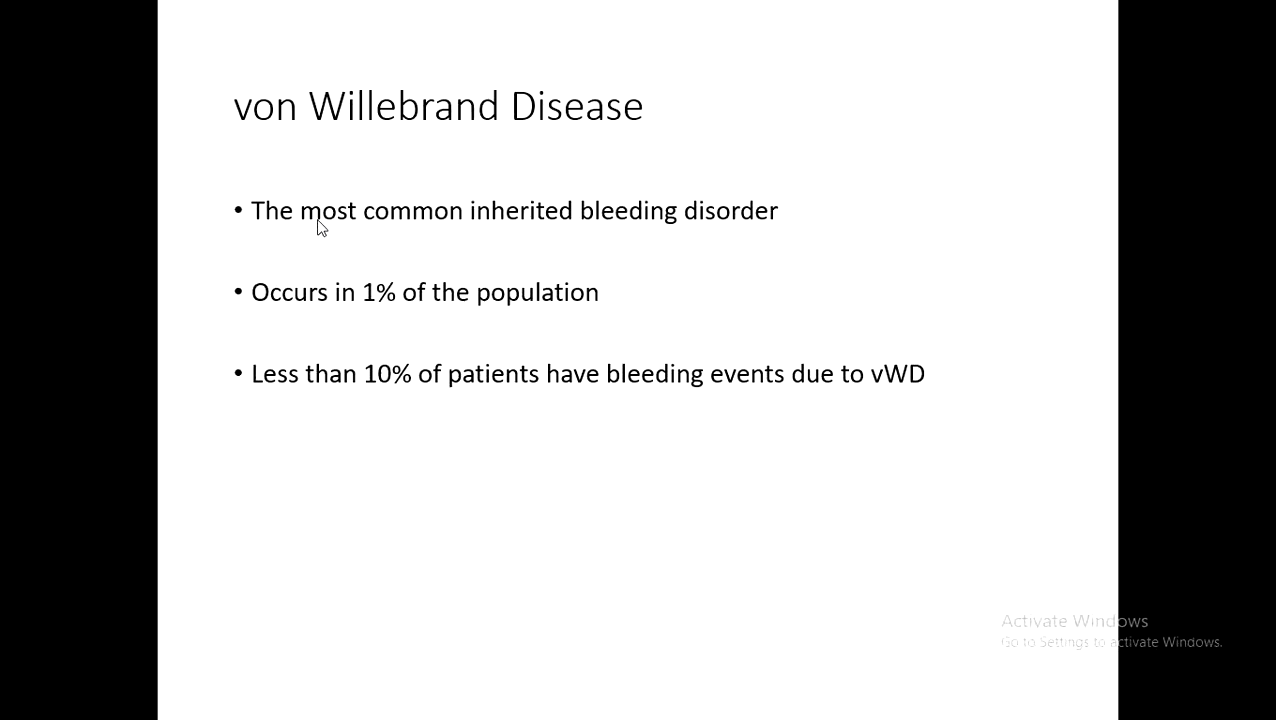 von Willebrand Disease
• The most common inherited bleeding disorder
• Occurs in 1% of the population
• Less than 10% of patients have bleeding events due to vWD
Activate Windows
Go to Settings to activate Windows.